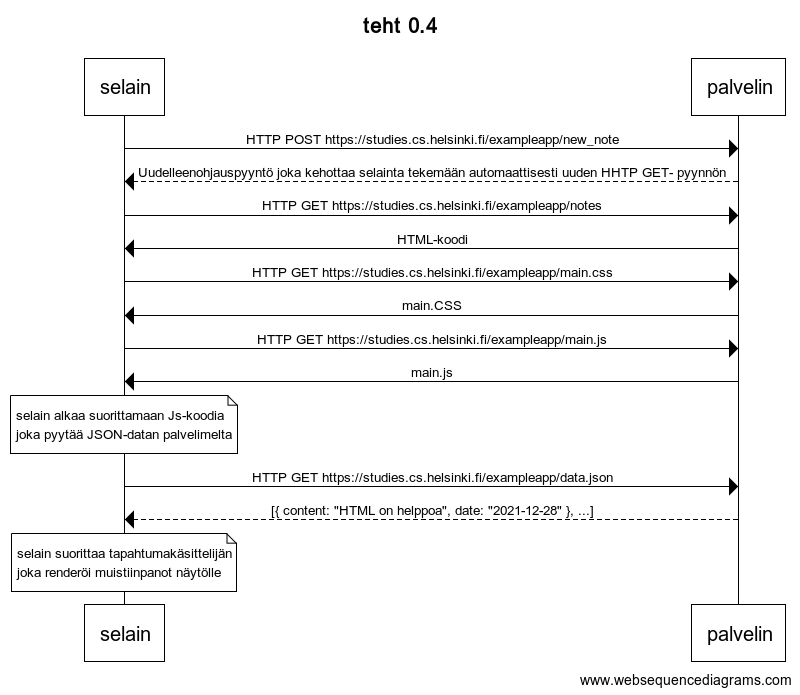 teht 0.4
selain
palvelin
HTTP POST https://studies.cs.helsinki.fi/exampleapp/new_note
Uudelleenohjauspyyntö joka kehottaa selainta tekemään automaattisesti uuden HHTP GET- pyynnön
HTTP GET https://studies.cs.helsinki.fi/exampleapp/notes
HTML-koodi
HTTP GET https://studies.cs.helsinki.fi/exampleapp/main.css
main.CSS
HTTP GET https://studies.cs.helsinki.fi/exampleapp/main.js
main.js
selain alkaa suorittamaan Js-koodia
joka pyytää JSON-datan palvelimelta
HTTP GET https://studies.cs.helsinki.fi/exampleapp/data.json
[{ content: "HTML on helppoa", date: "2021-12-28" }, ...]
selain suorittaa tapahtumakäsittelijän
joka renderöi muistiinpanot näytölle
selain
palvelin
www.websequencediagrams.com